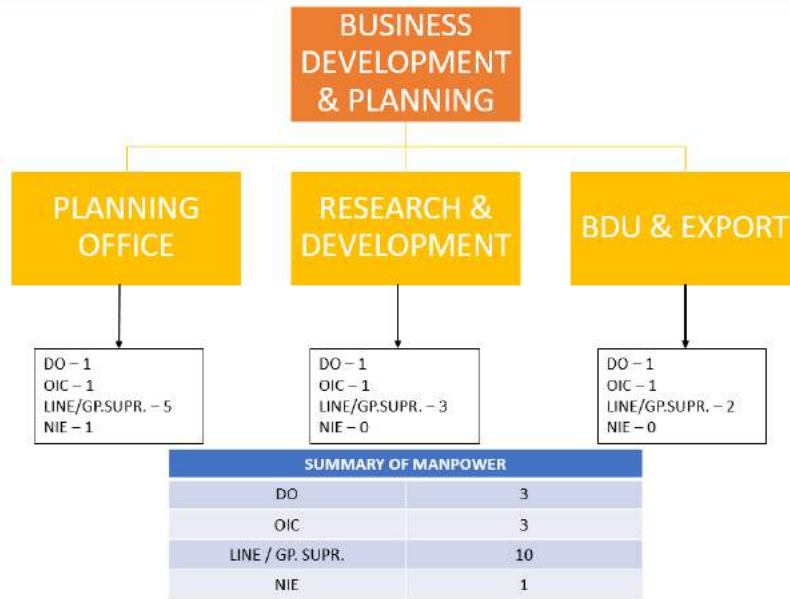 BUSINESS
DEVELOPMENT
& PLANNING
PLANNING
OFFICE
RESEARCH &
DEVELOPMENT
BDU & EXPORT
DO – 1
OIC – 1
LINE/GP.SUPR. – 5
NIE – 1
DO – 1
OIC – 1
LINE/GP.SUPR. – 3
NIE – 0
DO – 1
OIC – 1
LINE/GP.SUPR. – 2
NIE – 0
SUMMARY OF MANPOWER
DO 3
OIC 3
LINE / GP. SUPR. 10
NIE 1